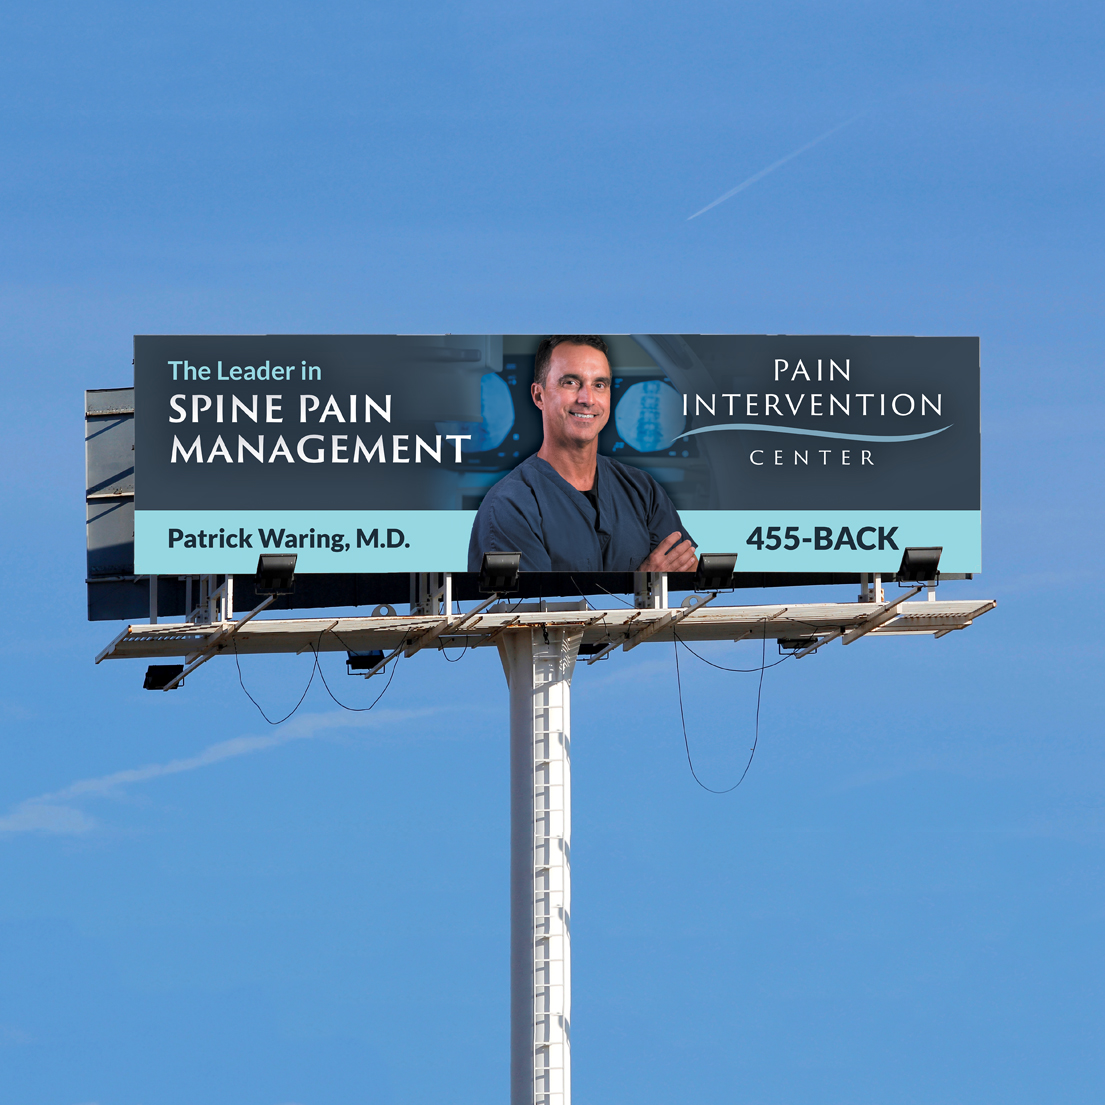 The Leader in
SPINE PAIN
MANAGEMENT
Patrick Waring, M.D.
PAIN
INTERVENTION
CENTER
455-BACK